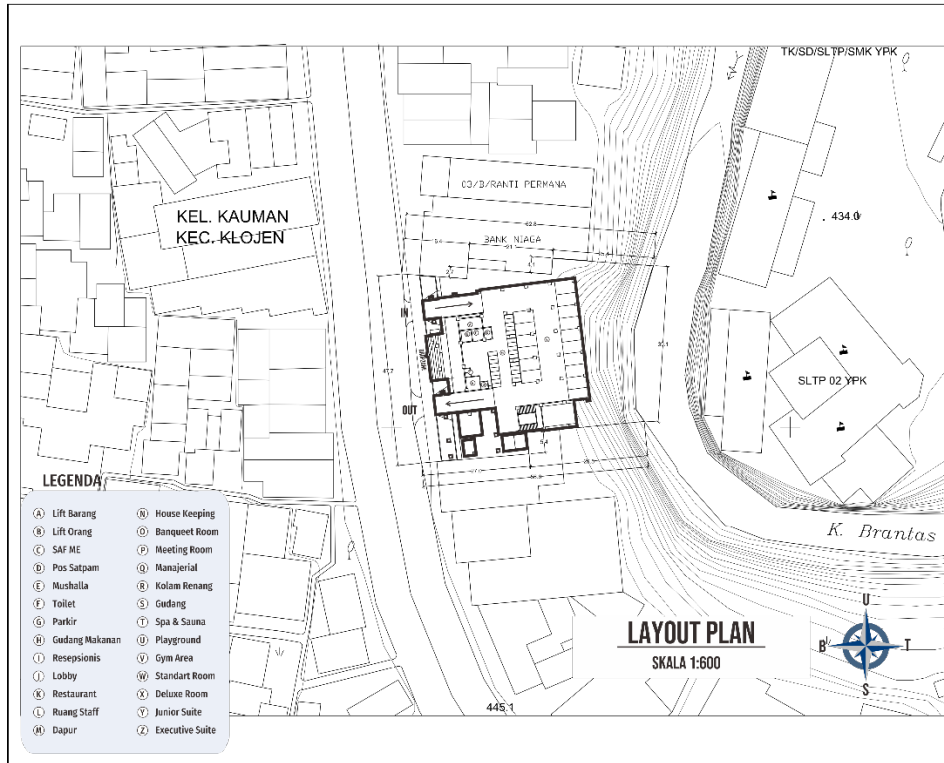 TK/SD/SLTP/SMK YPK
C3/B/RANTI PERMANA
KEL. KAUMAN
KEC. KLOJEN
434.0
BANK NIAGA
IN
OUT
SLTP 02 YPK
K. Brantas
LEGENDA
A Lift Barang
B Lift Orang
C SAF ME
D Pos Satpam
E Mushalla
F Toilet
G Parkir
H Gudang Makanan
I Resepsionis
J Lobby
K Restaurant
L Ruang Staff
M Dapur
N House Keeping
O Banqueet Room
P Meeting Room
Q Manajerial
R Kolam Renang
S Gudang
T Spa & Sauna
U Playground
V Gym Area
W Standart Room
X Deluxe Room
Y Junior Suite
Z Executive Suite
LAYOUT PLAN
SKALA 1:600
U
B
T
S
445.1